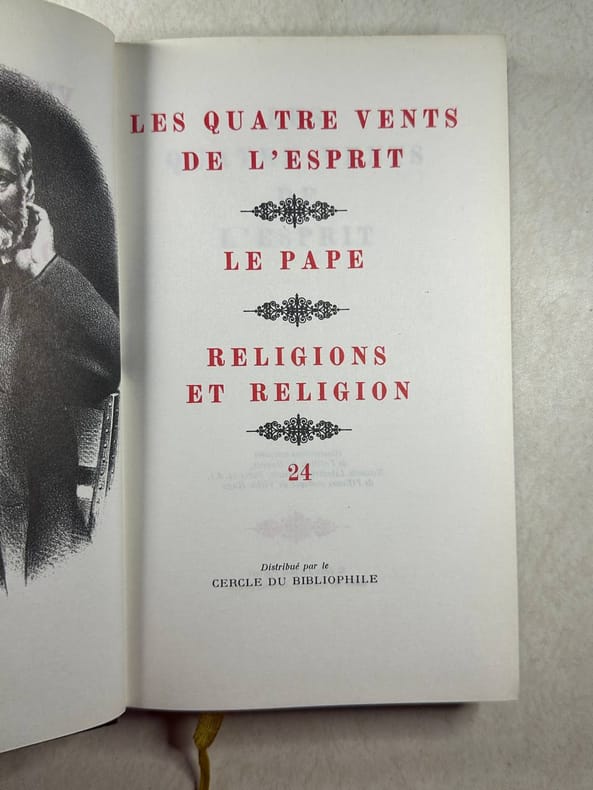 LES QUATRE VENTS
DE L'ESPRIT
LE PAPE
RELIGIONS
ET RELIGION
24
Distribué par le
CERCLE DU BIBLIOPHILE